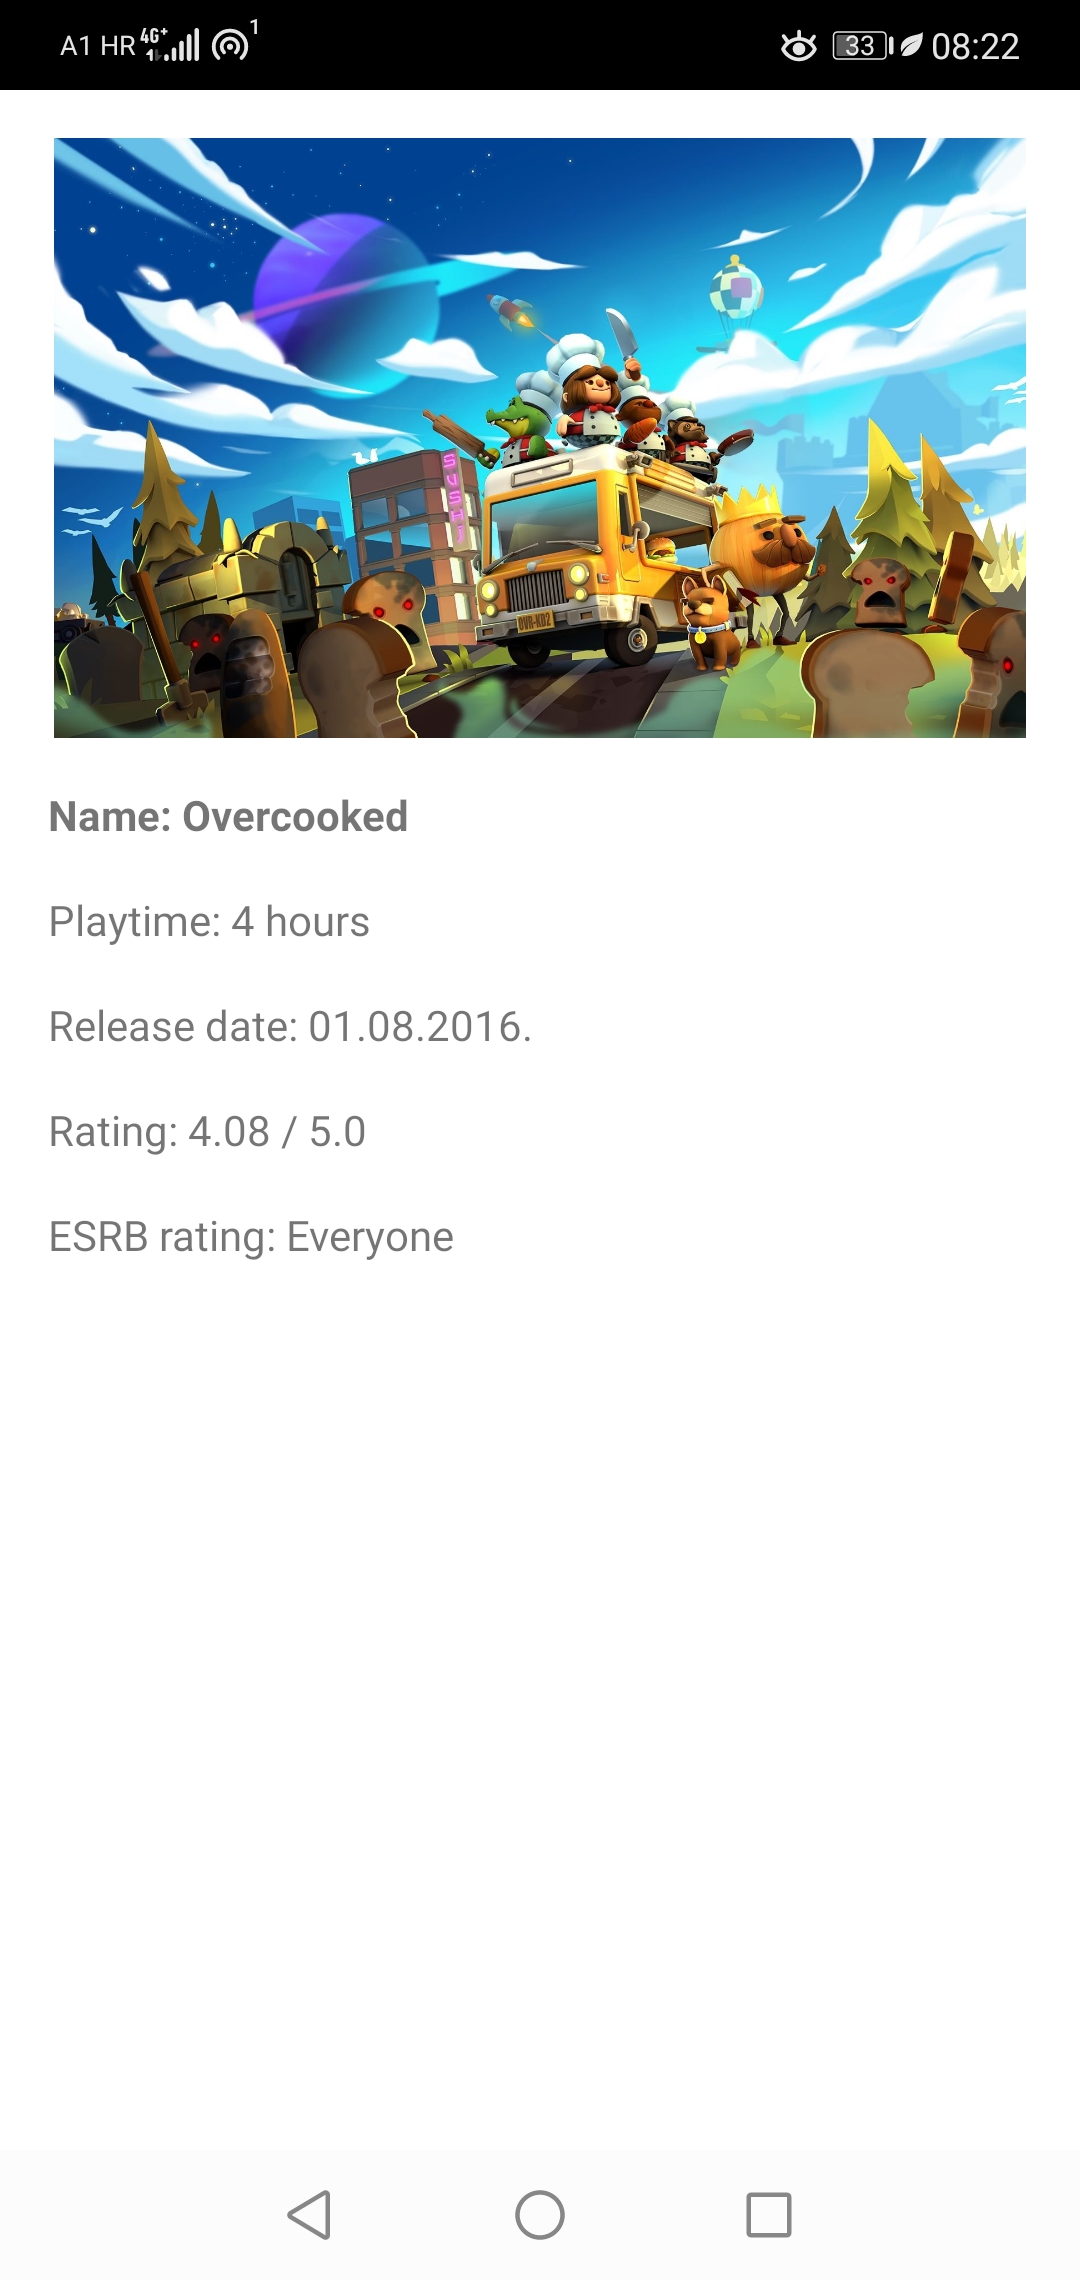 A1 HR 4G+ 1 33 08:22
SUSHI
OVR-KD2
Name: Overcooked
Playtime: 4 hours
Release date: 01.08.2016.
Rating: 4.08 / 5.0
ESRB rating: Everyone